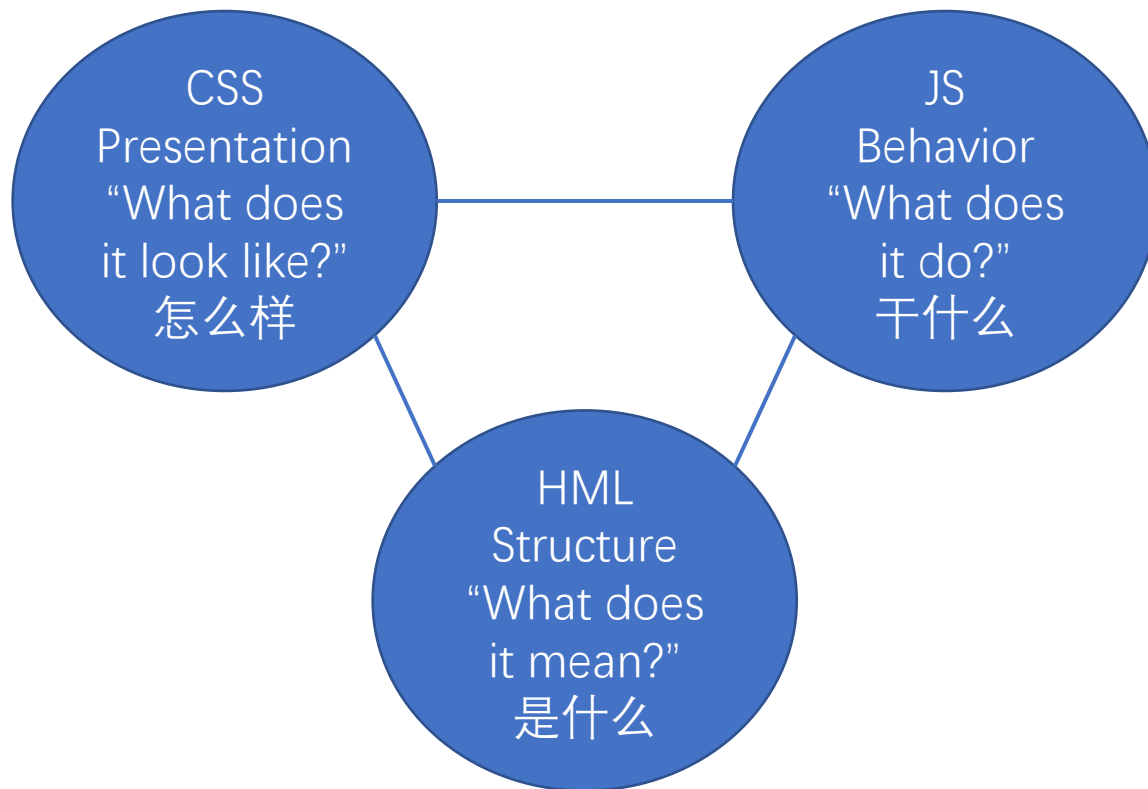 CSS
Presentation
“What does
it look like?”
怎么样
JS
Behavior
“What does
it do?”
干什么
HML
Structure
“What does
it mean?”
是什么